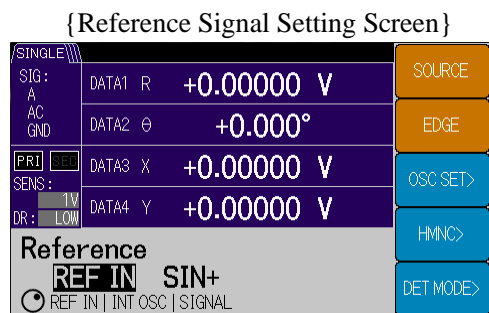 {Reference Signal Setting Screen}
SINGLE
SIG:
A
AC
GND
PRI SED
SENS:
1V
DR: LOW
DATA1 R +0.00000 V
DATA2 θ +0.000°
DATA3 X +0.00000 V
DATA4 Y +0.00000 V
Reference
REF IN SIN+
REF IN | INT OSC | SIGNAL
SOURCE
EDGE
OSC SET>
HMNC>
DET MODE>